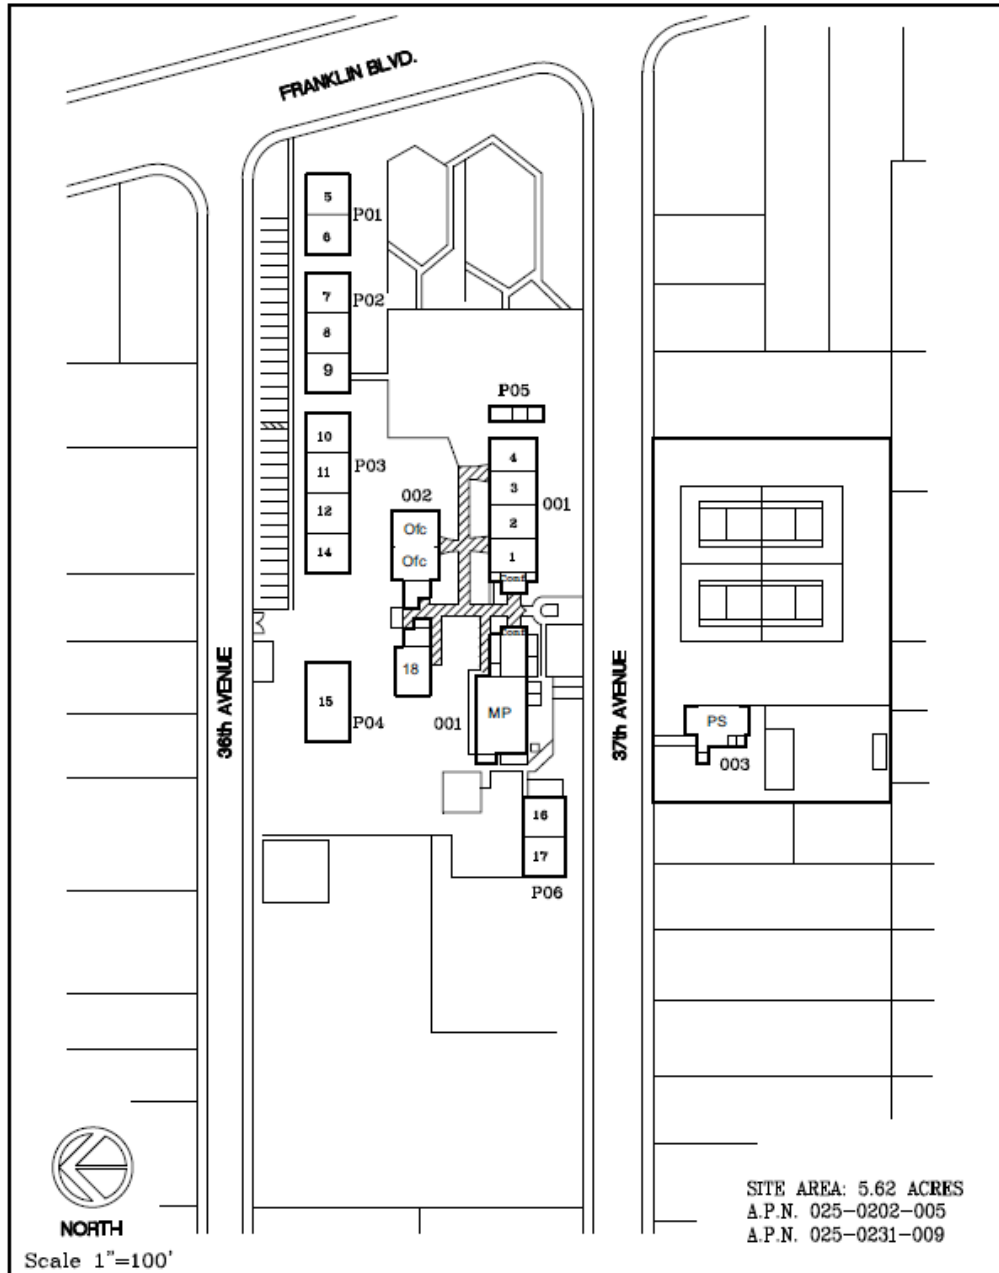 FRANKLIN BLVD.
5
P01
6
7
P02
8
9
P05
10
4
11
P03
3
002
001
12
2
Ofc
14
1
Ofc
Comf
Comf
18
36th AVENUE
37th AVENUE
15
P04
001
MP
PS
003
16
17
P06
NORTH
Scale 1"=100'
SITE AREA: 5.62 ACRES
A.P.N. 025-0202-005
A.P.N. 025-0231-009